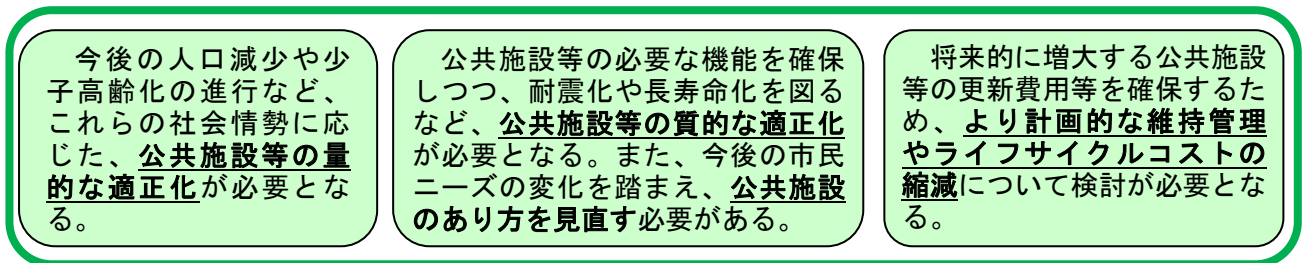 今後の人口減少や少
子高齢化の進行など、
これらの社会情勢に応
じた、公共施設等の量
的な適正化が必要とな
る。
公共施設等の必要な機能を確保
しつつ、耐震化や長寿命化を図る
など、公共施設等の質的な適正化
が必要となる。また、今後の市民
ニーズの変化を踏まえ、公共施設
のあり方を見直す必要がある。
将来的に増大する公共施設
等の更新費用等を確保するた
め、より計画的な維持管理
やライフサイクルコストの
縮減について検討が必要とな
る。